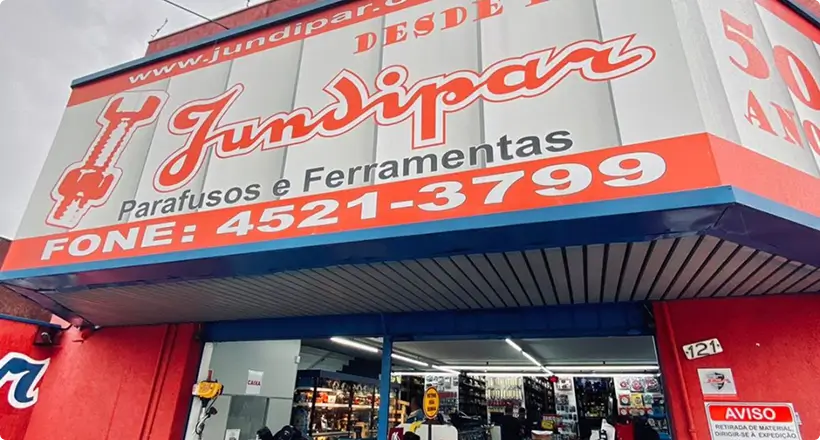 www.jundipar.
DESDE
Jundipar
Parafusos e Ferramentas
FONE: 4521-3799
50
ANOS
121
CAIXA
AVISO
RETIRADA DE MATERIAL,
DIRIGIR-SE À EXPEDIÇÃO